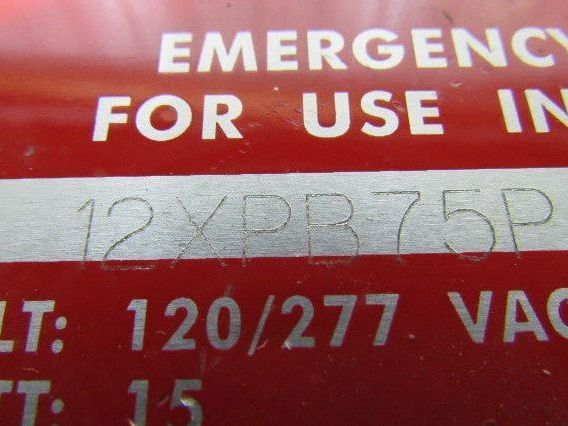 EMERGENCY
FOR USE IN
12XPB75P
LT: 120/277 VAC
TT: 15